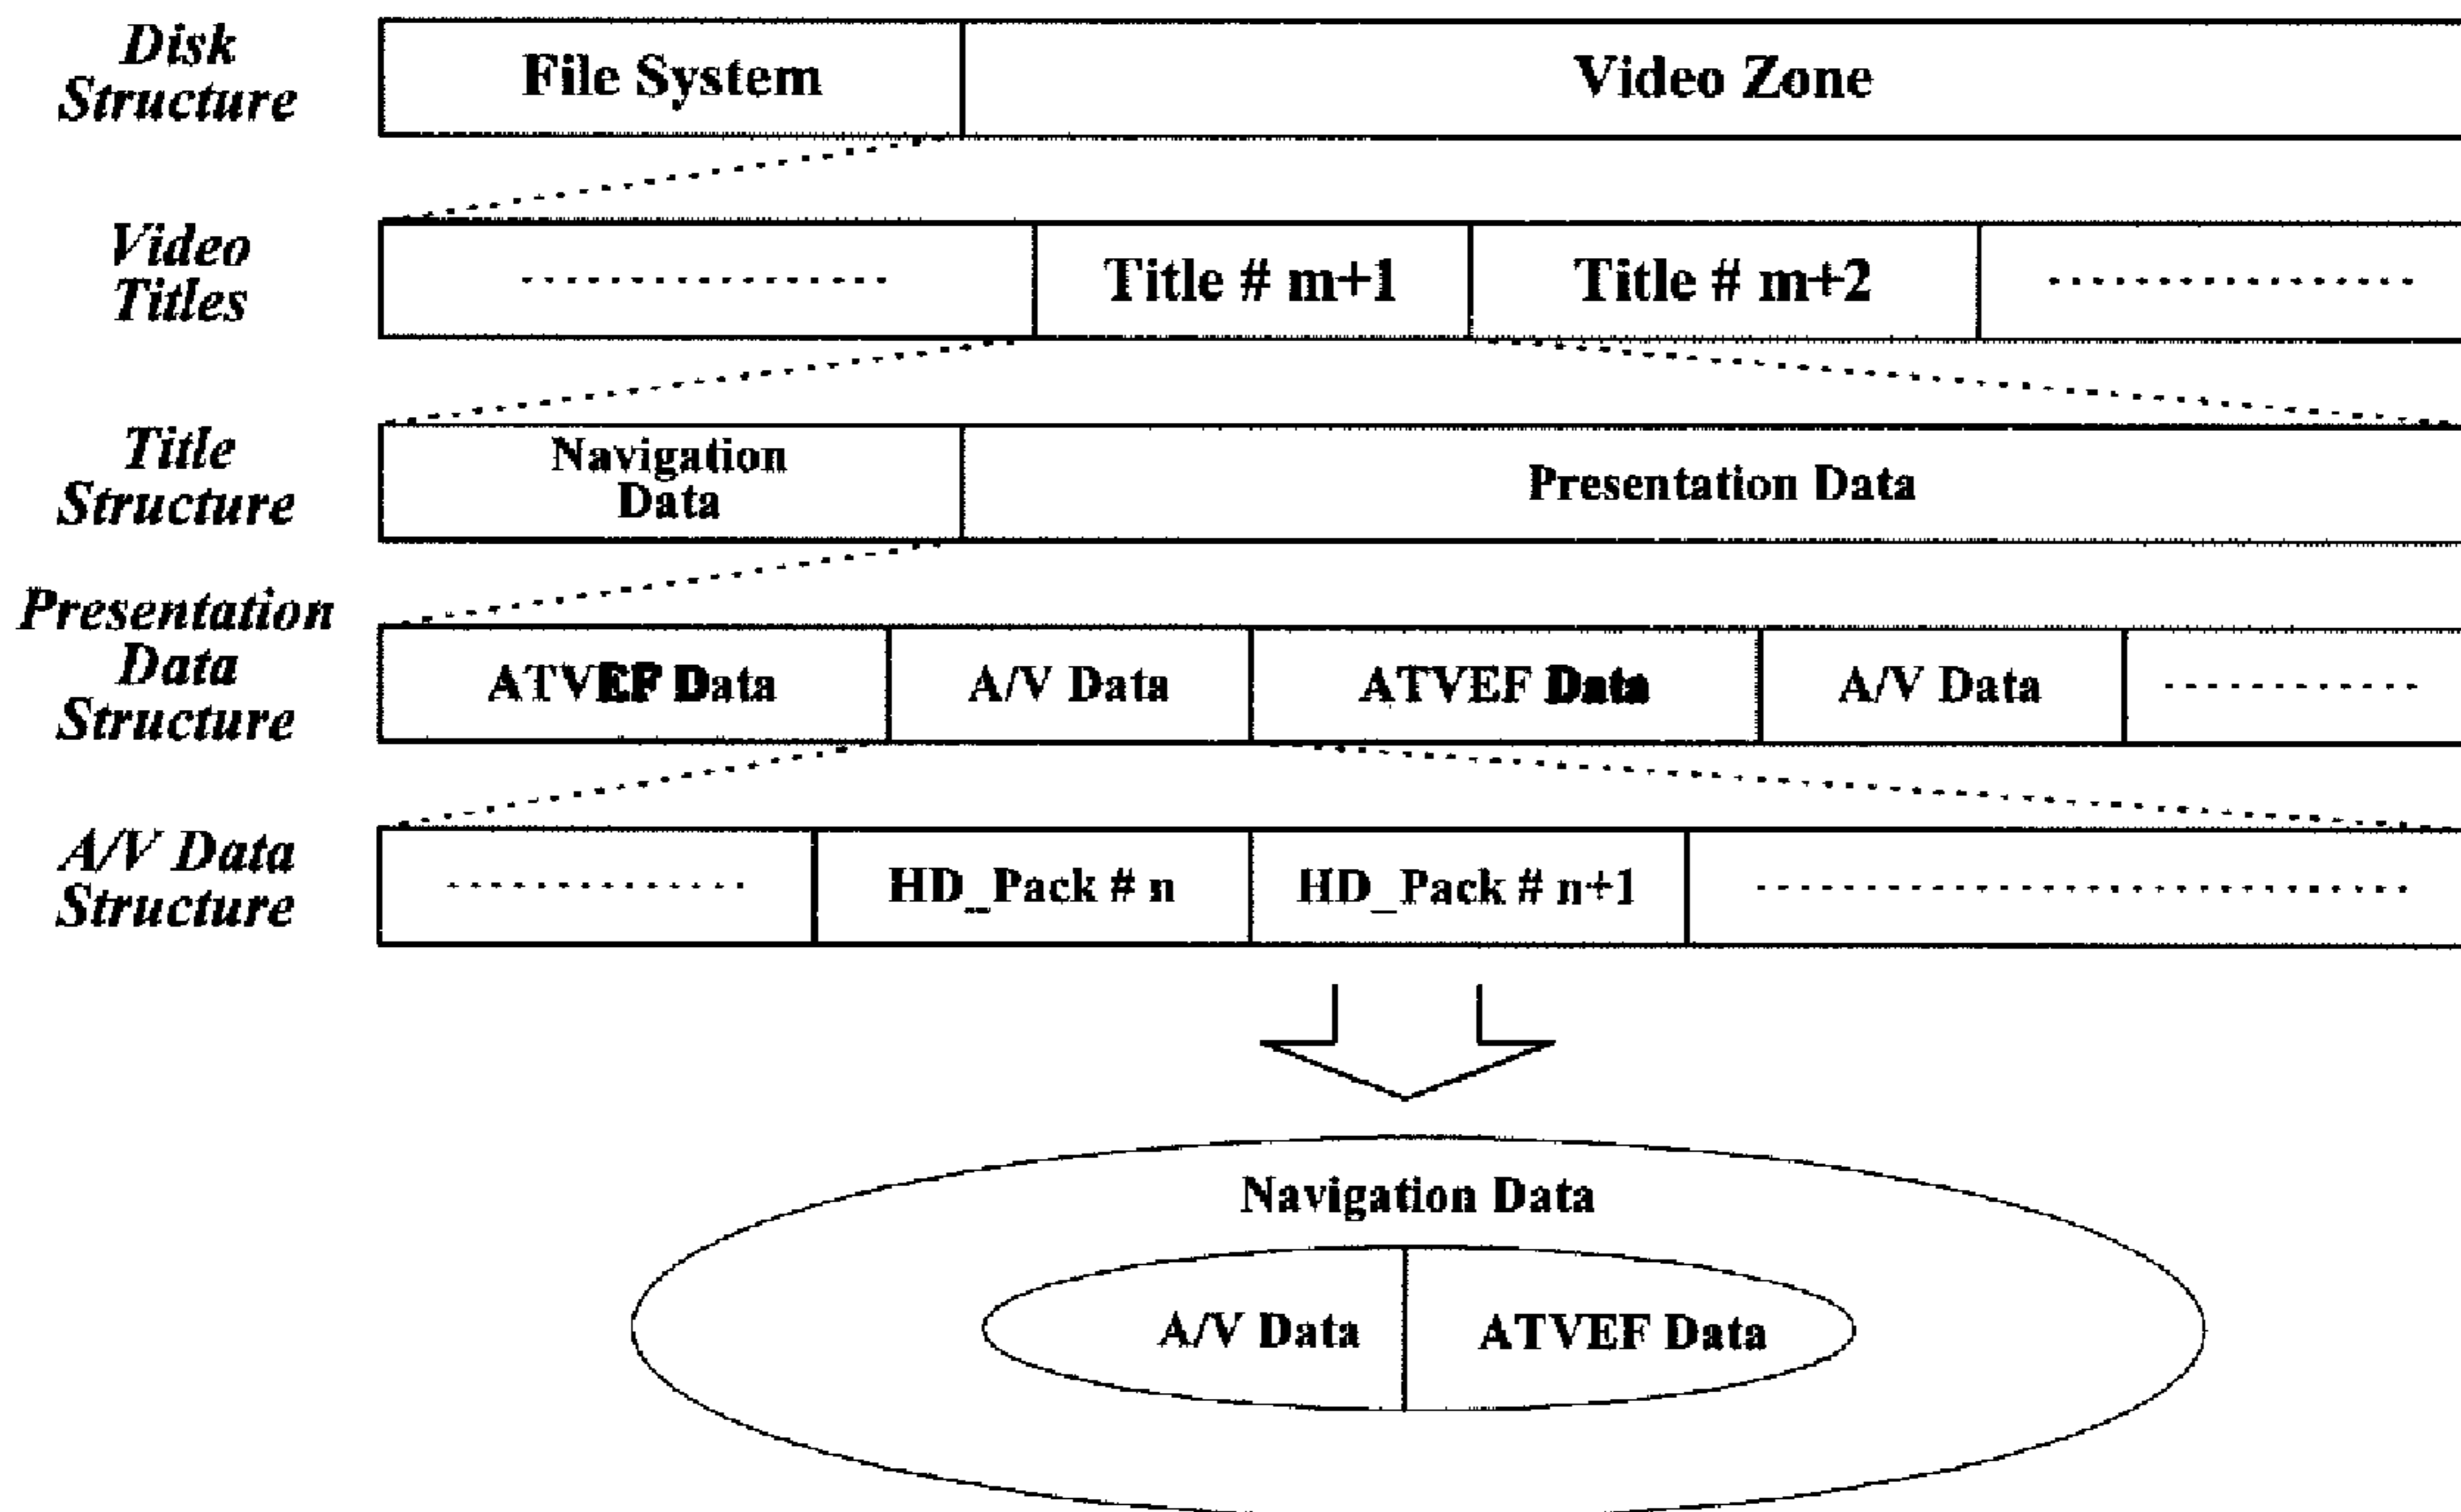 Disk
Structure
File System
Video Zone
Video
Titles
Title # m+1
Title # m+2
Title
Structure
Navigation
Data
Presentation Data
Presentation
Data
Structure
ATVEF Data
A/V Data
ATVEF Data
A/V Data
A/V Data
Structure
HD_Pack # n
HD_Pack # n+1
Navigation Data
A/V Data
ATVEF Data